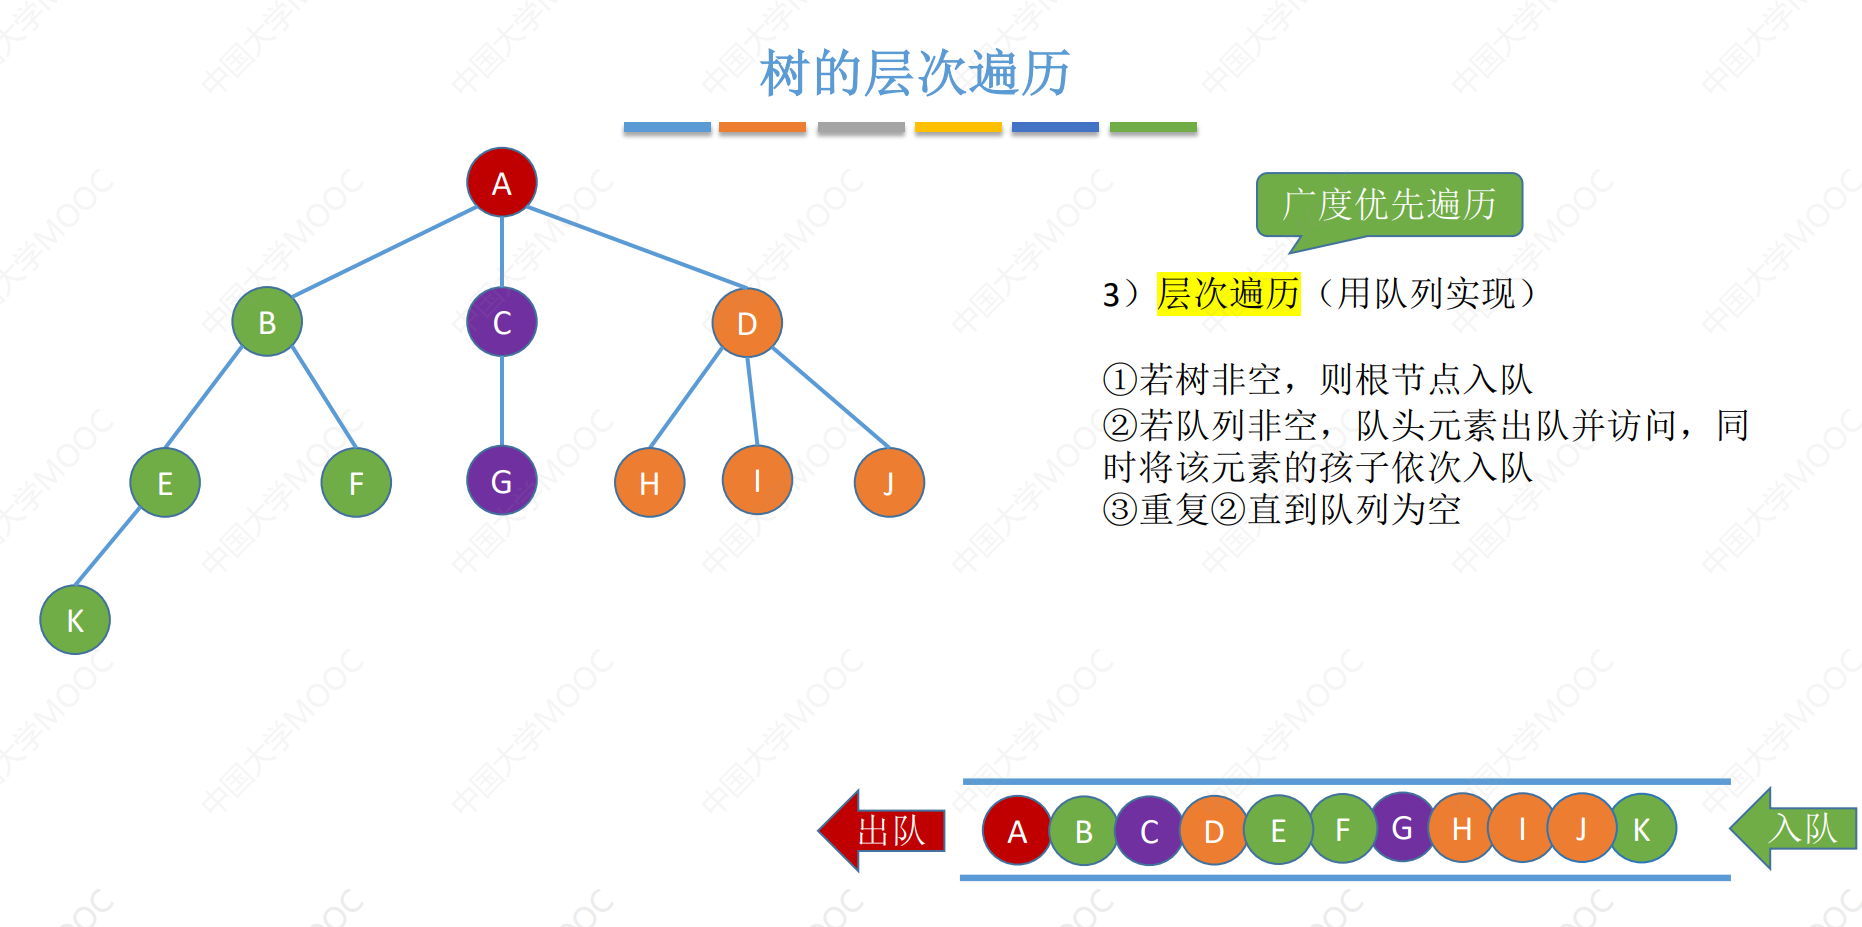 树的层次遍历
A
广度优先遍历
B
C
D
3）层次遍历（用队列实现）
①若树非空，则根节点入队
②若队列非空，队头元素出队并访问，同
时将该元素的孩子依次入队
③重复②直到队列为空
E
F
G
H
I
J
K
出队
A B C D E F G H I J K
入队
中国大学MOOC